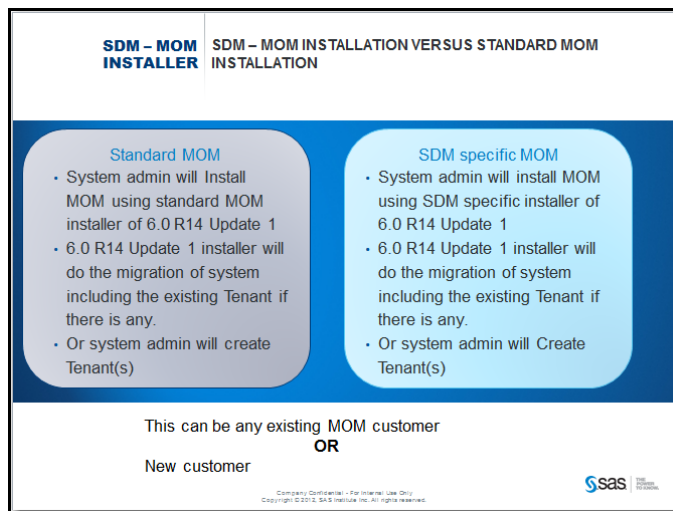 SDM – MOM
INSTALLER
SDM – MOM INSTALLATION VERSUS STANDARD MOM
INSTALLATION
Standard MOM
• System admin will Install
MOM using standard MOM
installer of 6.0 R14 Update 1
• 6.0 R14 Update 1 installer will
do the migration of system
including the existing Tenant if
there is any.
• Or system admin will create
Tenant(s)
SDM specific MOM
• System admin will install MOM
using SDM specific installer of
6.0 R14 Update 1
• 6.0 R14 Update 1 installer will
do the migration of system
including the existing Tenant if
there is any.
• Or system admin will Create
Tenant(s)
This can be any existing MOM customer
OR
New customer
Company Confidential - For Internal Use Only
Copyright © 2012, SAS Institute Inc. All rights reserved.
sas
THE
POWER
TO KNOW.